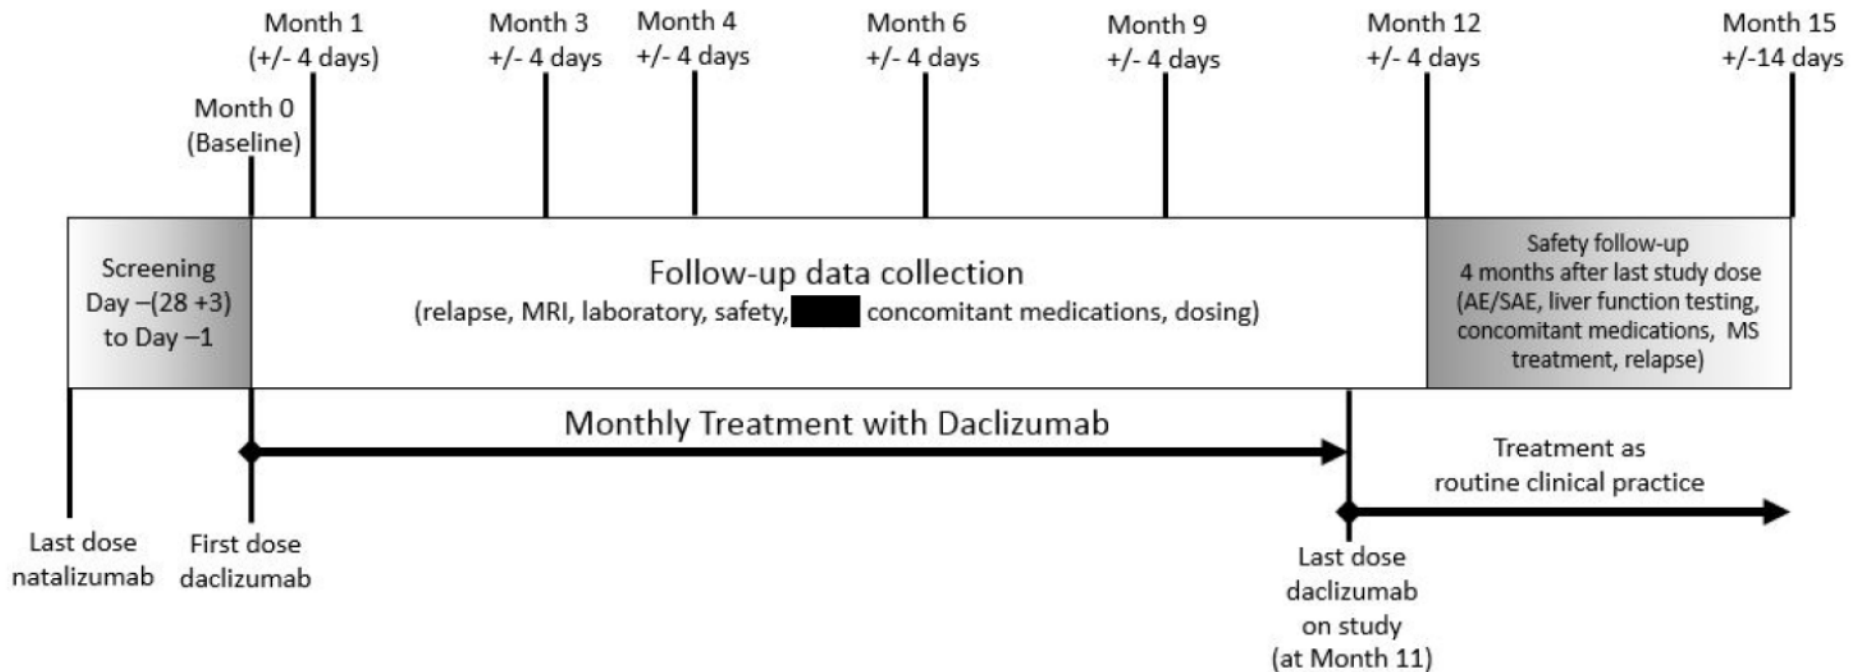 Month 1
(+/- 4 days)
Month 3
+/- 4 days
Month 4
+/- 4 days
Month 6
+/- 4 days
Month 9
+/- 4 days
Month 12
+/- 4 days
Month 15
+/-14 days
Month 0
(Baseline)
Screening
Day –(28 +3)
to Day –1
Follow-up data collection
(relapse, MRI, laboratory, safety, concomitant medications, dosing)
Safety follow-up
4 months after last study dose
(AE/SAE, liver function testing,
concomitant medications, MS
treatment, relapse)
Monthly Treatment with Daclizumab
Treatment as
routine clinical practice
Last dose
natalizumab
First dose
daclizumab
Last dose
daclizumab
on study
(at Month 11)